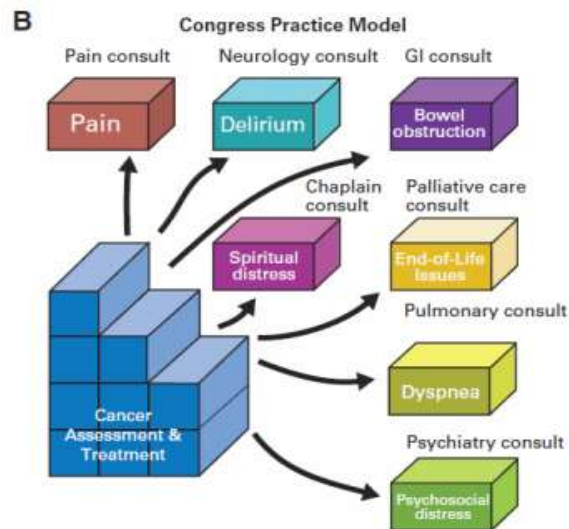 B
Congress Practice Model
Pain consult
Neurology consult
GI consult
Pain
Delirium
Bowel
obstruction
Chaplain
consult
Palliative care
consult
Spiritual
distress
End-of-Life
Issues
Pulmonary consult
Dyspnea
Cancer
Assessment &
Treatment
Psychiatry consult
Psychosocial
distress